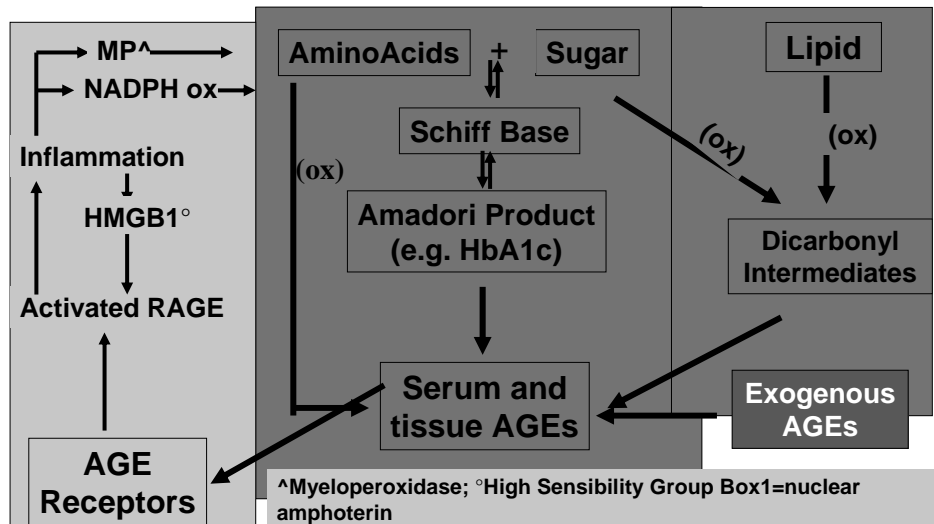 MP^
NADPH ox
Inflammation
HMGB1°
Activated RAGE
AGE
Receptors
AminoAcids
+
Sugar
Schiff Base
(ox)
Amadori Product
(e.g. HbA1c)
Serum and
tissue AGEs
Lipid
(ox)
(ox)
Dicarbonyl
Intermediates
Exogenous
AGEs
^Myeloperoxidase; °High Sensibility Group Box1=nuclear
amphoterin